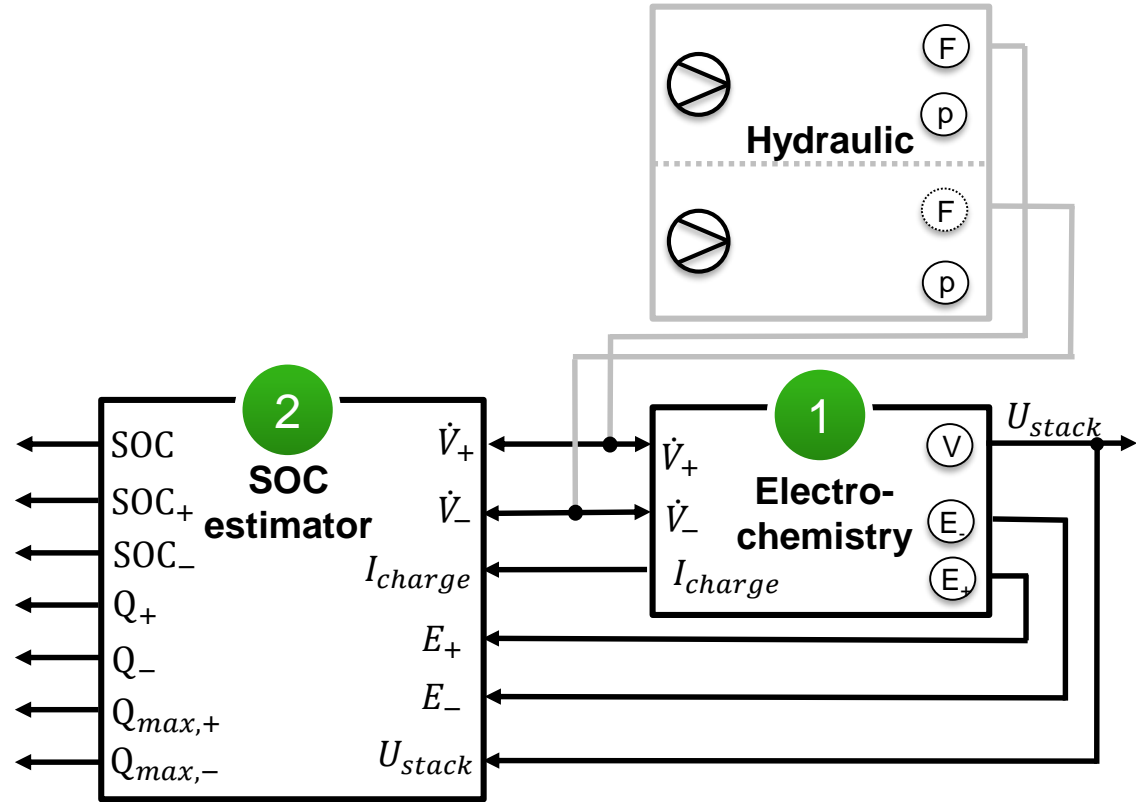 F
p
Hydraulic
F
p
2
SOC
estimator
SOC
SOC₊
SOC₋
Q₊
Q₋
Qmax,+
Qmax,−
V̇₊
V̇₋
Icharge
E₊
E₋
Ustack
1
Electro-
chemistry
V̇₊
V̇₋
Icharge
V
E₋
E₊
Ustack